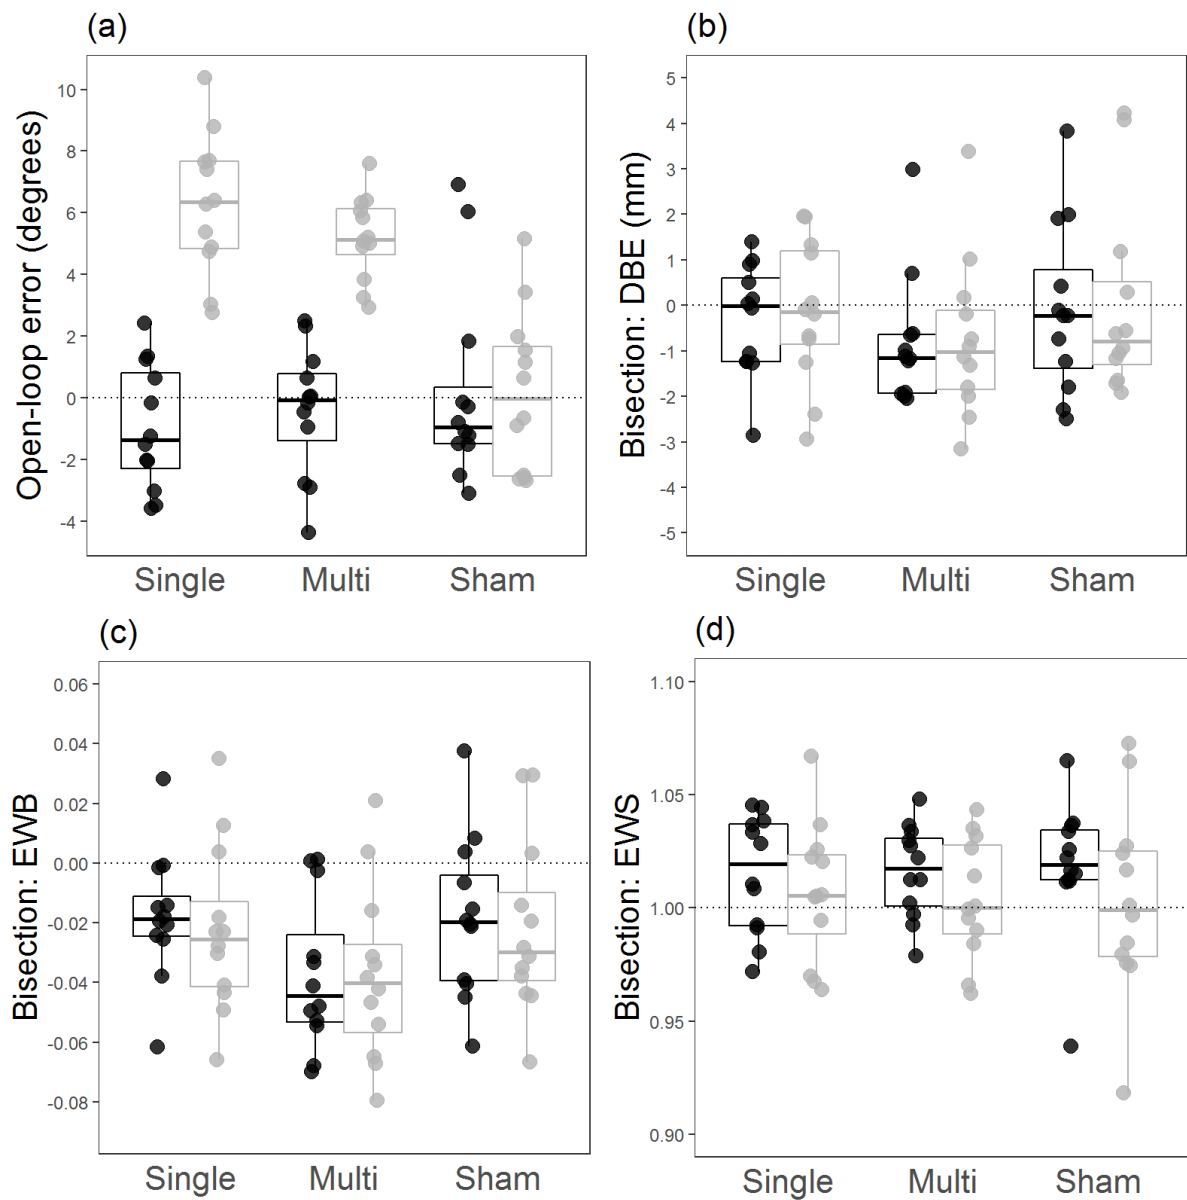 (a)
Open-loop error (degrees)
10
8
6
4
2
0
-2
-4
Single Multi Sham
(b)
Bisection: DBE (mm)
5
4
3
2
1
0
-1
-2
-3
-4
-5
Single Multi Sham
(c)
Bisection: EWB
0.06
0.04
0.02
0.00
-0.02
-0.04
-0.06
-0.08
Single Multi Sham
(d)
Bisection: EWS
1.10
1.05
1.00
0.95
0.90
Single Multi Sham